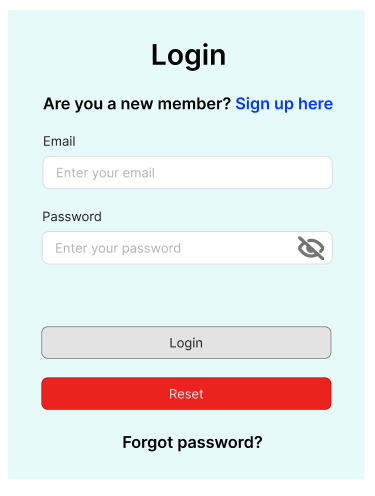 Login
Are you a new member? Sign up here
Email
Enter your email
Password
Enter your password
Login
Reset
Forgot password?